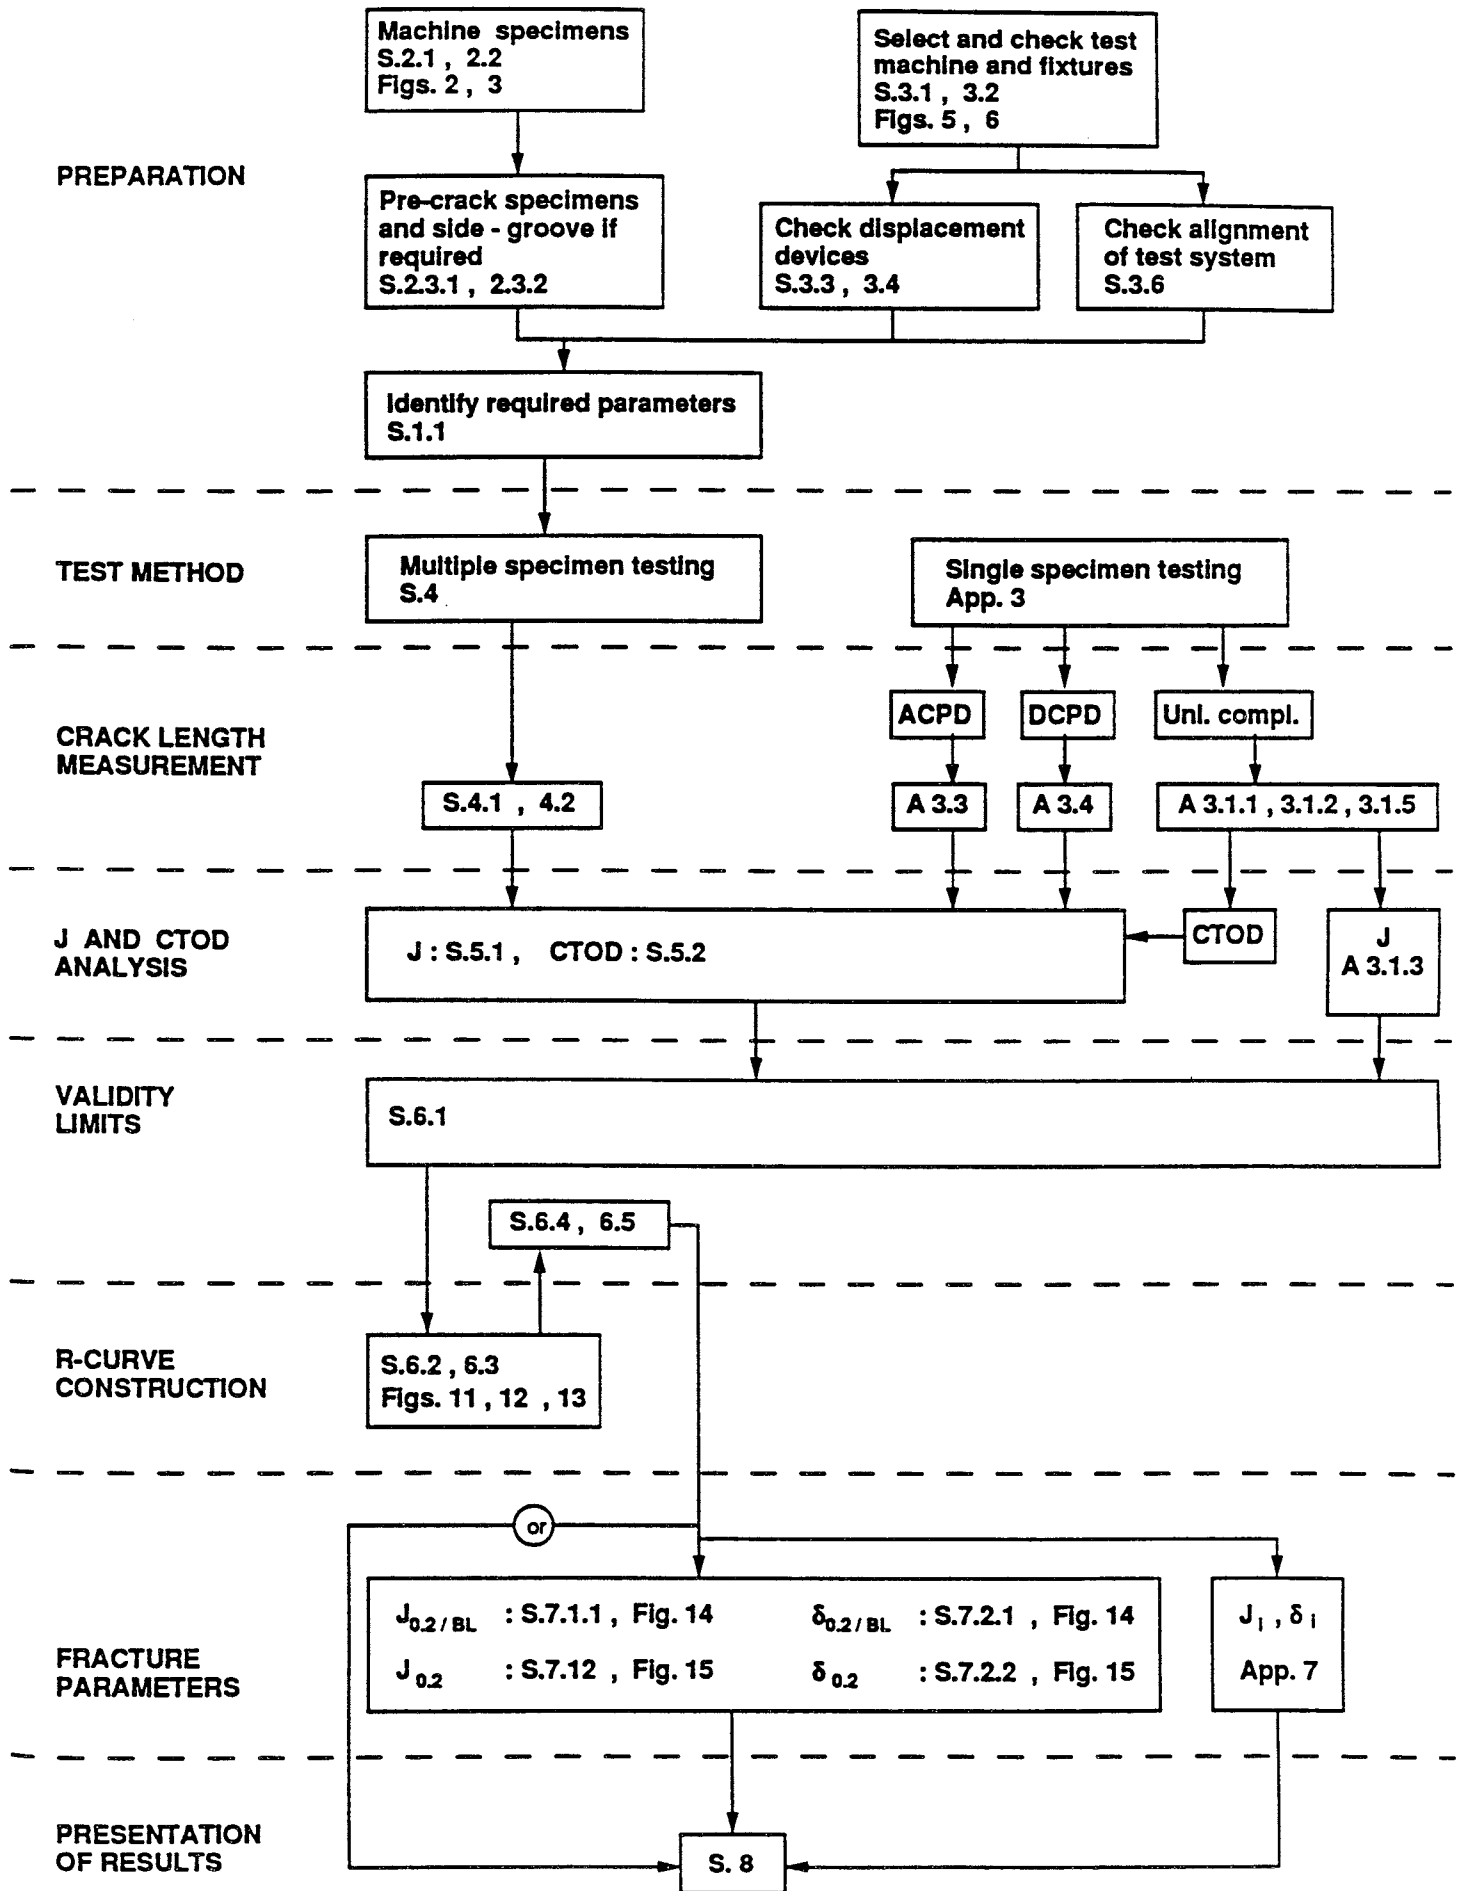 Machine specimens
S.2.1 , 2.2
Figs. 2 , 3
Select and check test
machine and fixtures
S.3.1 , 3.2
Figs. 5 , 6
PREPARATION
Pre-crack specimens
and side - groove if
required
S.2.3.1 , 2.3.2
Check displacement
devices
S.3.3 , 3.4
Check alignment
of test system
S.3.6
Identify required parameters
S.1.1
TEST METHOD
Multiple specimen testing
S.4
Single specimen testing
App. 3
CRACK LENGTH
MEASUREMENT
ACPD
DCPD
Uni. compl.
S.4.1 , 4.2
A 3.3
A 3.4
A 3.1.1 , 3.1.2 , 3.1.5
J AND CTOD
ANALYSIS
J : S.5.1 , CTOD : S.5.2
CTOD
J
A 3.1.3
VALIDITY
LIMITS
S.6.1
S.6.4 , 6.5
R-CURVE
CONSTRUCTION
S.6.2 , 6.3
Figs. 11 , 12 , 13
or
FRACTURE
PARAMETERS
J0.2 / BL : S.7.1.1 , Fig. 14
δ0.2 / BL : S.7.2.1 , Fig. 14
J0.2 : S.7.12 , Fig. 15
δ0.2 : S.7.2.2 , Fig. 15
Ji , δi
App. 7
PRESENTATION
OF RESULTS
S. 8